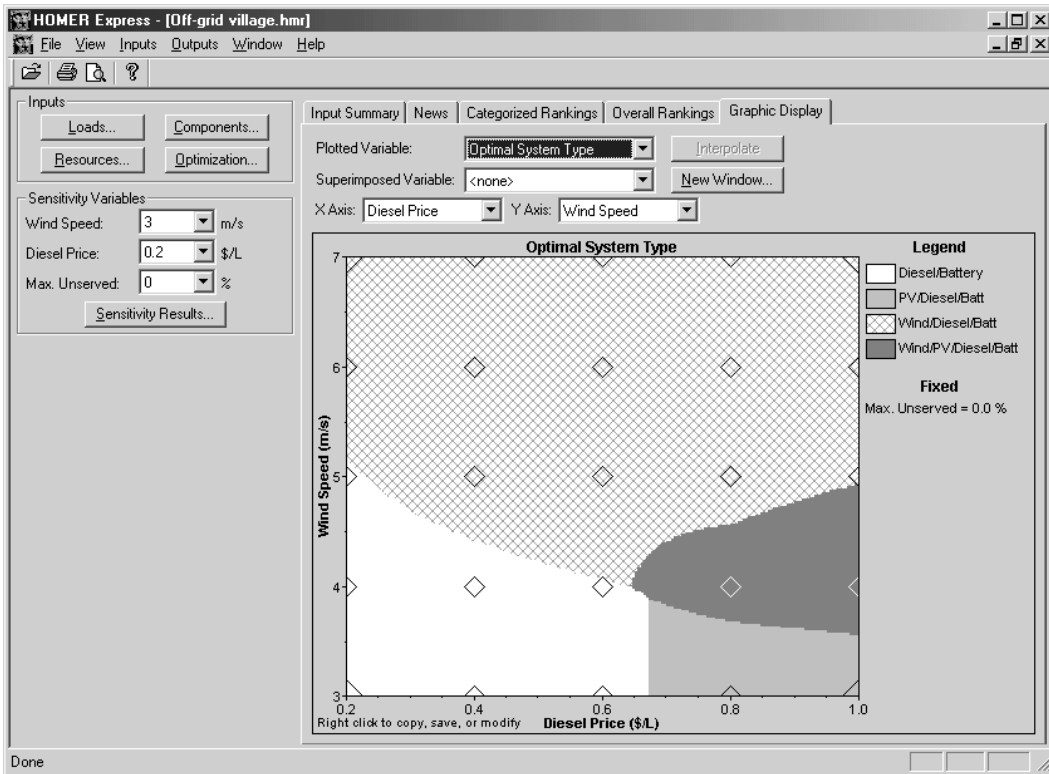 HOMER Express - [Off-grid village.hmr]
File View Inputs Outputs Window Help
Inputs
Loads... Components...
Resources... Optimization...
Sensitivity Variables
Wind Speed: 3 m/s
Diesel Price: 0.2 $/L
Max. Unserved: 0 %
Sensitivity Results...
Input Summary News Categorized Rankings Overall Rankings Graphic Display
Plotted Variable: Optimal System Type Interpolate
Superimposed Variable: <none> New Window...
X Axis: Diesel Price Y Axis: Wind Speed
Optimal System Type
Wind Speed (m/s)
7
6
5
4
3
0.2 0.4 0.6 0.8 1.0
Right click to copy, save, or modify Diesel Price ($/L)
Legend
Diesel/Battery
PV/Diesel/Batt
Wind/Diesel/Batt
Wind/PV/Diesel/Batt
Fixed
Max. Unserved = 0.0 %
Done